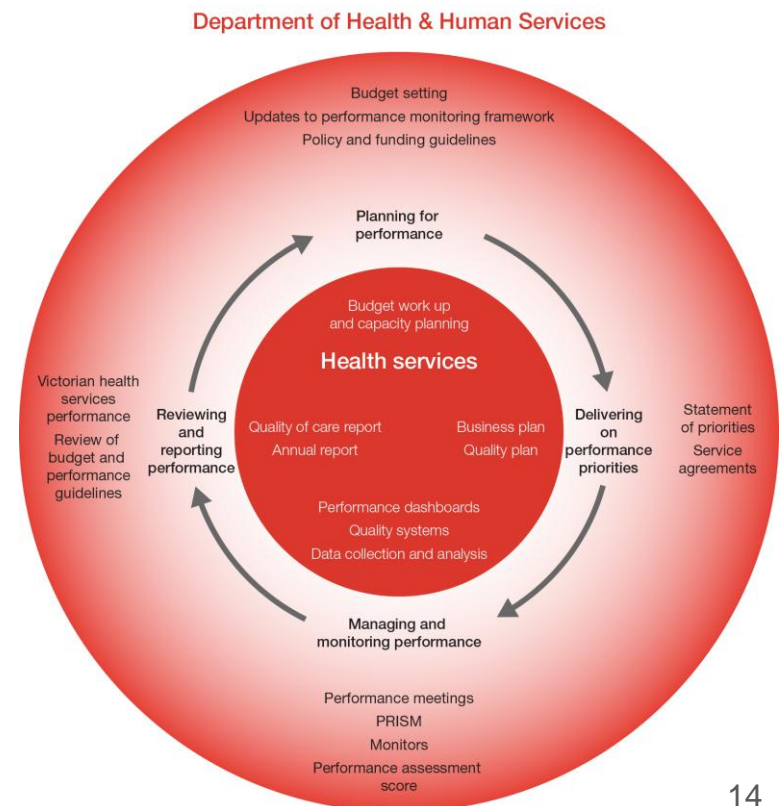 Department of Health & Human Services
Budget setting
Updates to performance monitoring framework
Policy and funding guidelines
Planning for
performance
Budget work up
and capacity planning
Health services
Victorian health
services
performance
Review of
budget and
performance
guidelines
Reviewing
and
reporting
performance
Quality of care report
Annual report
Business plan
Quality plan
Delivering
on
performance
priorities
Statement
of priorities
Service
agreements
Performance dashboards
Quality systems
Data collection and analysis
Managing and
monitoring performance
Performance meetings
PRISM
Monitors
Performance assessment
score
14